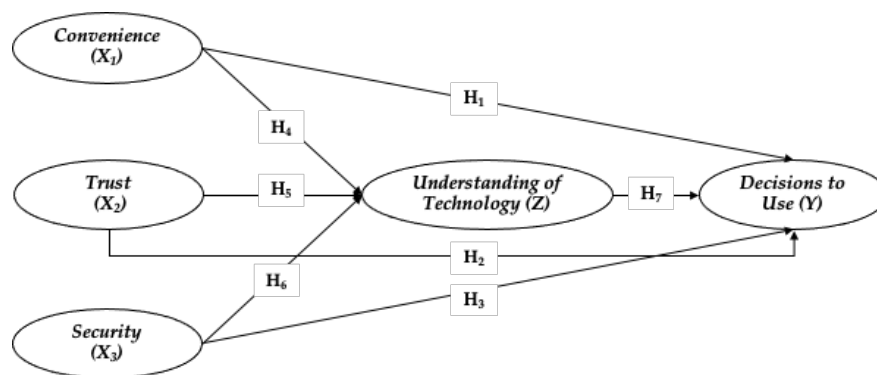 Convenience
(X₁)
H₁
H₄
Trust
(X₂)
H₅
Understanding of
Technology (Z)
H₇
Decisions to
Use (Y)
H₂
H₆
H₃
Security
(X₃)